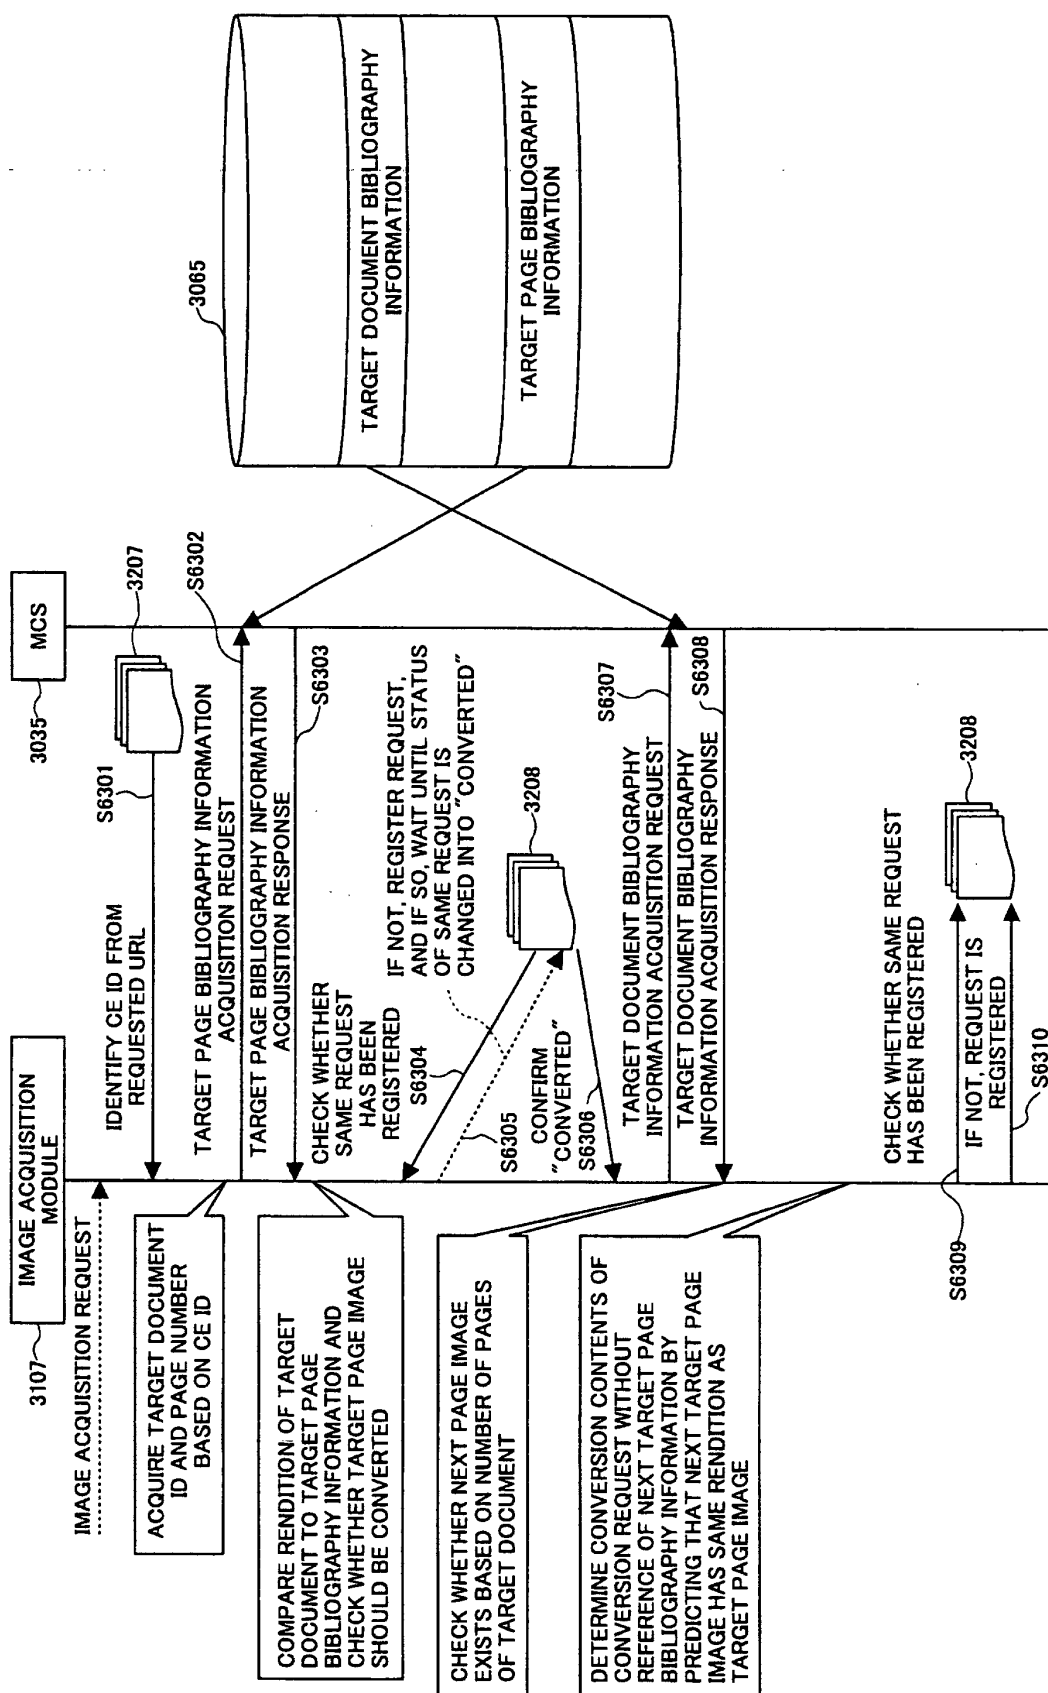 3107
IMAGE ACQUISITION
MODULE
3035
MCS
3065
TARGET DOCUMENT BIBLIOGRAPHY
INFORMATION
TARGET PAGE BIBLIOGRAPHY
INFORMATION
IMAGE ACQUISITION REQUEST
IDENTIFY CE ID FROM
REQUESTED URL
S6301
3207
ACQUIRE TARGET DOCUMENT
ID AND PAGE NUMBER
BASED ON CE ID
TARGET PAGE BIBLIOGRAPHY INFORMATION
ACQUISITION REQUEST
S6302
TARGET PAGE BIBLIOGRAPHY INFORMATION
ACQUISITION RESPONSE
S6303
COMPARE RENDITION OF TARGET
DOCUMENT TO TARGET PAGE
BIBLIOGRAPHY INFORMATION AND
CHECK WHETHER TARGET PAGE IMAGE
SHOULD BE CONVERTED
CHECK WHETHER
SAME REQUEST
HAS BEEN
REGISTERED
S6304
IF NOT, REGISTER REQUEST,
AND IF SO, WAIT UNTIL STATUS
OF SAME REQUEST IS
CHANGED INTO "CONVERTED"
3208
S6305
CONFIRM
"CONVERTED"
S6306
CHECK WHETHER NEXT PAGE IMAGE
EXISTS BASED ON NUMBER OF PAGES
OF TARGET DOCUMENT
TARGET DOCUMENT BIBLIOGRAPHY
INFORMATION ACQUISITION REQUEST
S6307
TARGET DOCUMENT BIBLIOGRAPHY
INFORMATION ACQUISITION RESPONSE
S6308
DETERMINE CONVERSION CONTENTS OF
CONVERSION REQUEST WITHOUT
REFERENCE OF NEXT TARGET PAGE
BIBLIOGRAPHY INFORMATION BY
PREDICTING THAT NEXT TARGET PAGE
IMAGE HAS SAME RENDITION AS
TARGET PAGE IMAGE
CHECK WHETHER SAME REQUEST
HAS BEEN REGISTERED
3208
S6309
IF NOT, REQUEST IS
REGISTERED
S6310